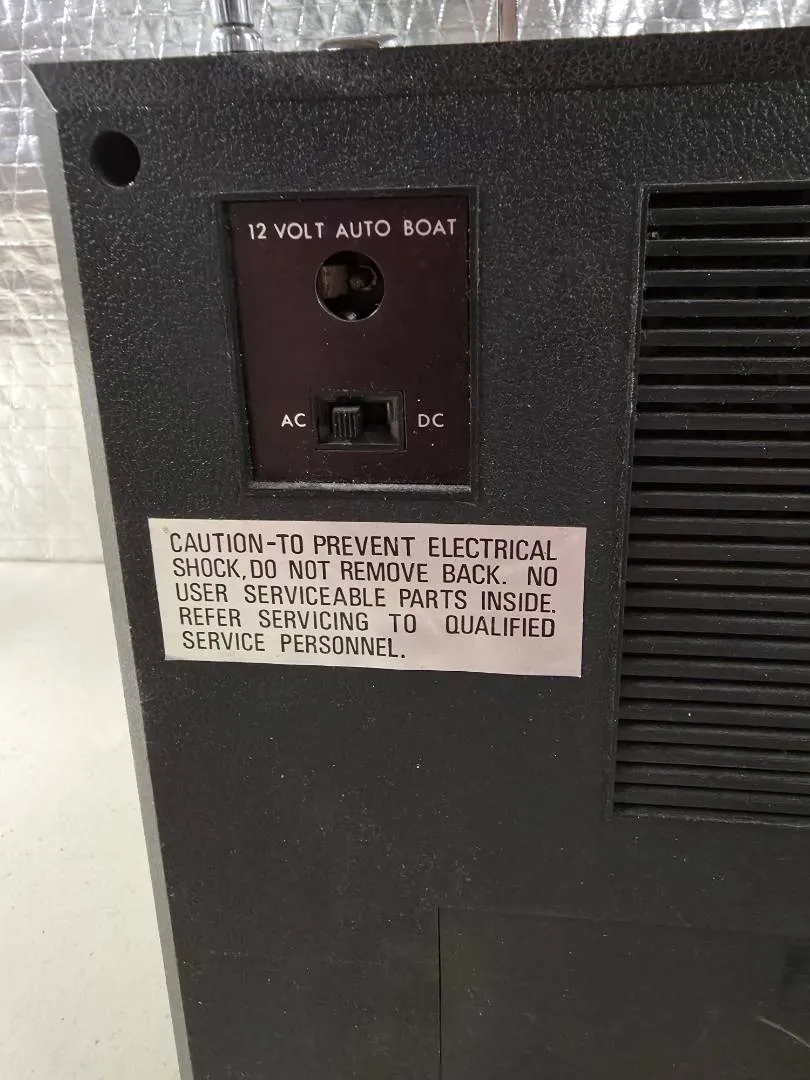 12 VOLT AUTO BOAT
AC DC
CAUTION-TO PREVENT ELECTRICAL
SHOCK, DO NOT REMOVE BACK. NO
USER SERVICEABLE PARTS INSIDE.
REFER SERVICING TO QUALIFIED
SERVICE PERSONNEL.